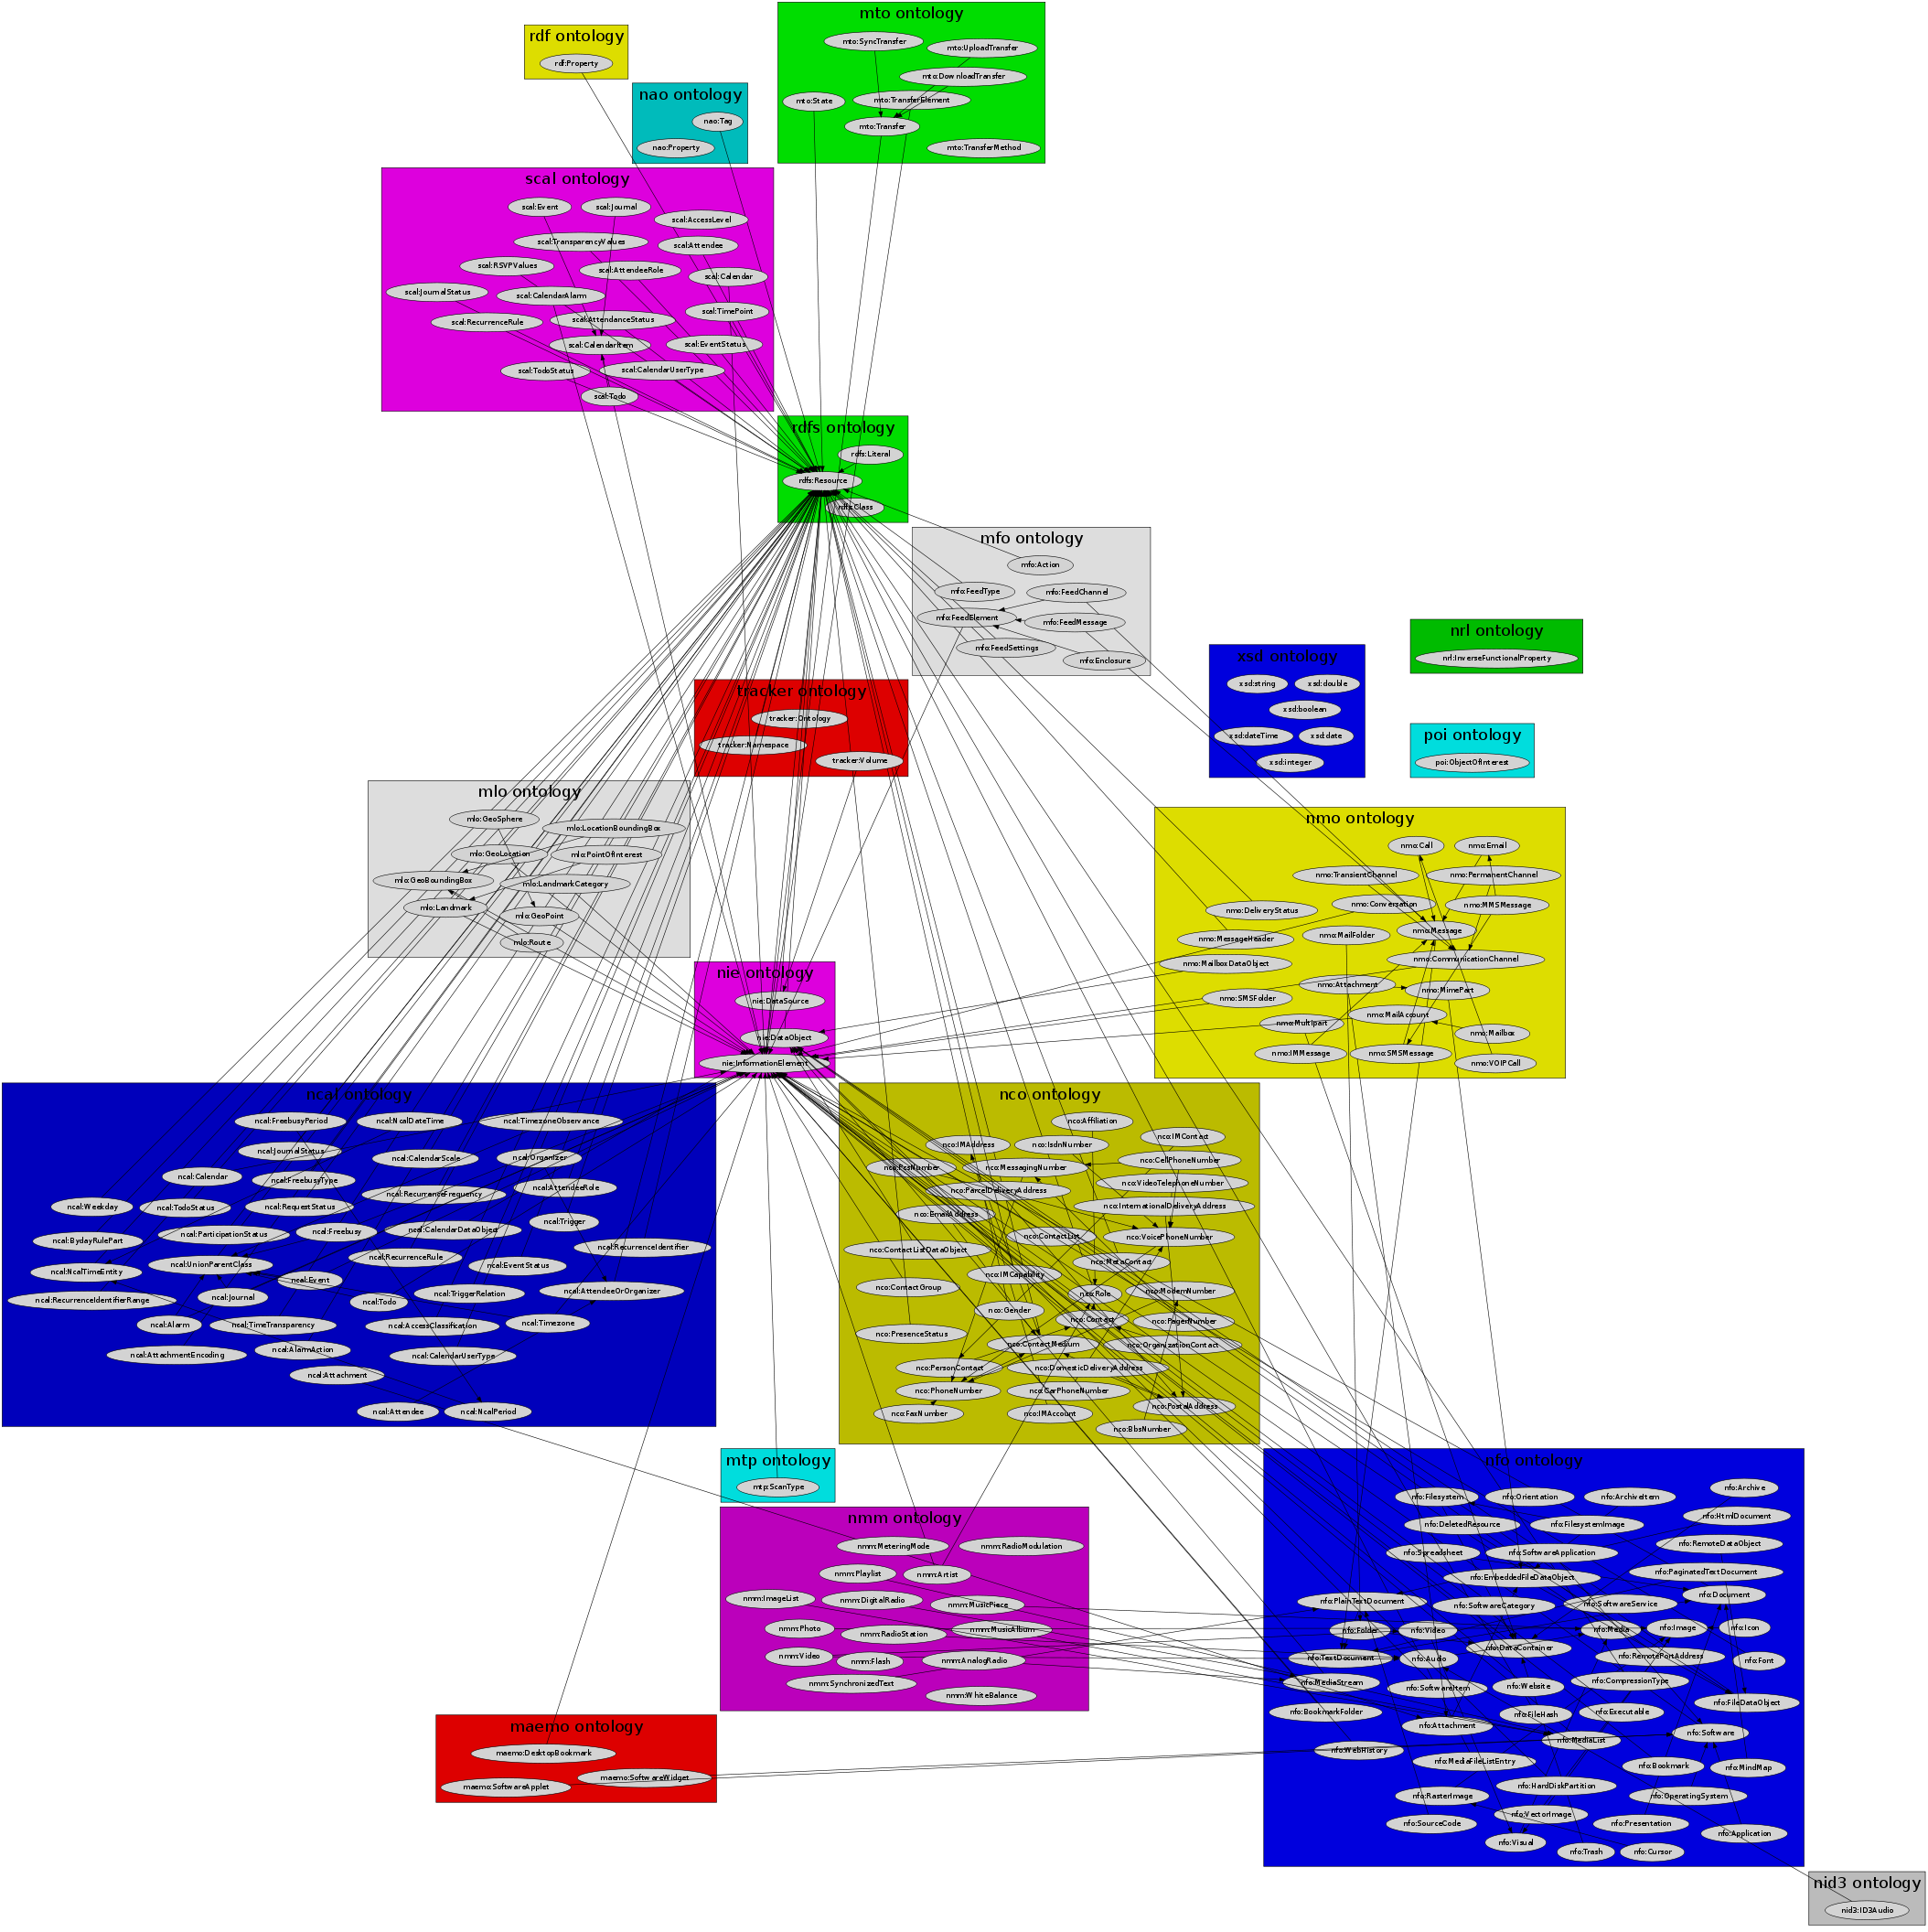 rdf ontology
rdf:Property
nao ontology
nao:Tag
nao:Property
mto ontology
mto:SyncTransfer
mto:UploadTransfer
mto:DownloadTransfer
mto:State
mto:TransferElement
mto:Transfer
mto:TransferMethod
scal ontology
scal:Event
scal:Journal
scal:AccessLevel
scal:TransparencyValues
scal:Attendee
scal:RSVPValues
scal:AttendeeRole
scal:Calendar
scal:JournalStatus
scal:CalendarAlarm
scal:TimePoint
scal:RecurrenceRule
scal:AttendanceStatus
scal:CalendarItem
scal:EventStatus
scal:TodoStatus
scal:CalendarUserType
scal:Todo
rdfs ontology
rdfs:Literal
rdfs:Resource
rdfs:Class
mfo ontology
mfo:Action
mfo:FeedType
mfo:FeedChannel
mfo:FeedElement
mfo:FeedMessage
mfo:FeedSettings
mfo:Enclosure
nrl ontology
nrl:InverseFunctionalProperty
xsd ontology
xsd:string
xsd:double
xsd:boolean
xsd:dateTime
xsd:date
xsd:integer
poi ontology
poi:ObjectOfInterest
tracker ontology
tracker:Ontology
tracker:Namespace
tracker:Volume
mlo ontology
mlo:GeoSphere
mlo:LocationBoundingBox
mlo:GeoLocation
mlo:PointOfInterest
mlo:GeoBoundingBox
mlo:LandmarkCategory
mlo:Landmark
mlo:GeoPoint
mlo:Route
nmo ontology
nmo:Call
nmo:Email
nmo:TransientChannel
nmo:PermanentChannel
nmo:DeliveryStatus
nmo:Conversation
nmo:MMSMessage
nmo:MessageHeader
nmo:MailFolder
nmo:Message
nmo:MailboxDataObject
nmo:CommunicationChannel
nmo:Attachment
nmo:MimePart
nmo:SMSFolder
nmo:Multipart
nmo:MailAccount
nmo:Mailbox
nmo:IMMessage
nmo:SMSMessage
nmo:VOIPCall
nie ontology
nie:DataSource
nie:DataObject
nie:InformationElement
ncal ontology
ncal:FreebusyPeriod
ncal:NcalDateTime
ncal:TimezoneObservance
ncal:JournalStatus
ncal:CalendarScale
ncal:Organizer
ncal:Calendar
ncal:FreebusyType
ncal:AttendeeRole
ncal:RecurrenceFrequency
ncal:Weekday
ncal:TodoStatus
ncal:RequestStatus
ncal:Trigger
ncal:BydayRulePart
ncal:ParticipationStatus
ncal:Freebusy
ncal:CalendarDataObject
ncal:RecurrenceIdentifier
ncal:NcalTimeEntity
ncal:UnionParentClass
ncal:RecurrenceRule
ncal:EventStatus
ncal:Event
ncal:RecurrenceIdentifierRange
ncal:Journal
ncal:Todo
ncal:TriggerRelation
ncal:AttendeeOrOrganizer
ncal:Alarm
ncal:TimeTransparency
ncal:AccessClassification
ncal:Timezone
ncal:AttachmentEncoding
ncal:AlarmAction
ncal:CalendarUserType
ncal:Attachment
ncal:Attendee
ncal:NcalPeriod
nco ontology
nco:Affiliation
nco:IMAddress
nco:IsdnNumber
nco:IMContact
nco:PcsNumber
nco:MessagingNumber
nco:CellPhoneNumber
nco:ParcelDeliveryAddress
nco:VideoTelephoneNumber
nco:EmailAddress
nco:InternationalDeliveryAddress
nco:ContactListDataObject
nco:ContactList
nco:VoicePhoneNumber
nco:MetaContact
nco:ContactGroup
nco:IMCapability
nco:Role
nco:ModemNumber
nco:Gender
nco:Contact
nco:PagerNumber
nco:PresenceStatus
nco:ContactMedium
nco:OrganizationContact
nco:PersonContact
nco:DomesticDeliveryAddress
nco:PhoneNumber
nco:CarPhoneNumber
nco:FaxNumber
nco:IMAccount
nco:PostalAddress
nco:BbsNumber
mtp ontology
mtp:ScanType
nmm ontology
nmm:MeteringMode
nmm:RadioModulation
nmm:Playlist
nmm:Artist
nmm:ImageList
nmm:DigitalRadio
nmm:MusicPiece
nmm:Photo
nmm:RadioStation
nmm:MusicAlbum
nmm:Video
nmm:Flash
nmm:AnalogRadio
nmm:SynchronizedText
nmm:WhiteBalance
nfo ontology
nfo:Filesystem
nfo:Orientation
nfo:ArchiveItem
nfo:Archive
nfo:DeletedResource
nfo:FilesystemImage
nfo:HtmlDocument
nfo:Spreadsheet
nfo:SoftwareApplication
nfo:RemoteDataObject
nfo:EmbeddedFileDataObject
nfo:PaginatedTextDocument
nfo:PlainTextDocument
nfo:SoftwareCategory
nfo:SoftwareService
nfo:Document
nfo:Folder
nfo:Video
nfo:Media
nfo:Image
nfo:Icon
nfo:DataContainer
nfo:TextDocument
nfo:Audio
nfo:RemotePortAddress
nfo:Font
nfo:MediaStream
nfo:SoftwareItem
nfo:Website
nfo:CompressionType
nfo:FileDataObject
nfo:BookmarkFolder
nfo:Attachment
nfo:FileHash
nfo:Executable
nfo:Software
nfo:WebHistory
nfo:MediaList
nfo:MediaFileListEntry
nfo:Bookmark
nfo:MindMap
nfo:HardDiskPartition
nfo:RasterImage
nfo:OperatingSystem
nfo:VectorImage
nfo:SourceCode
nfo:Presentation
nfo:Visual
nfo:Application
nfo:Trash
nfo:Cursor
maemo ontology
maemo:DesktopBookmark
maemo:SoftwareWidget
maemo:SoftwareApplet
nid3 ontology
nid3:ID3Audio